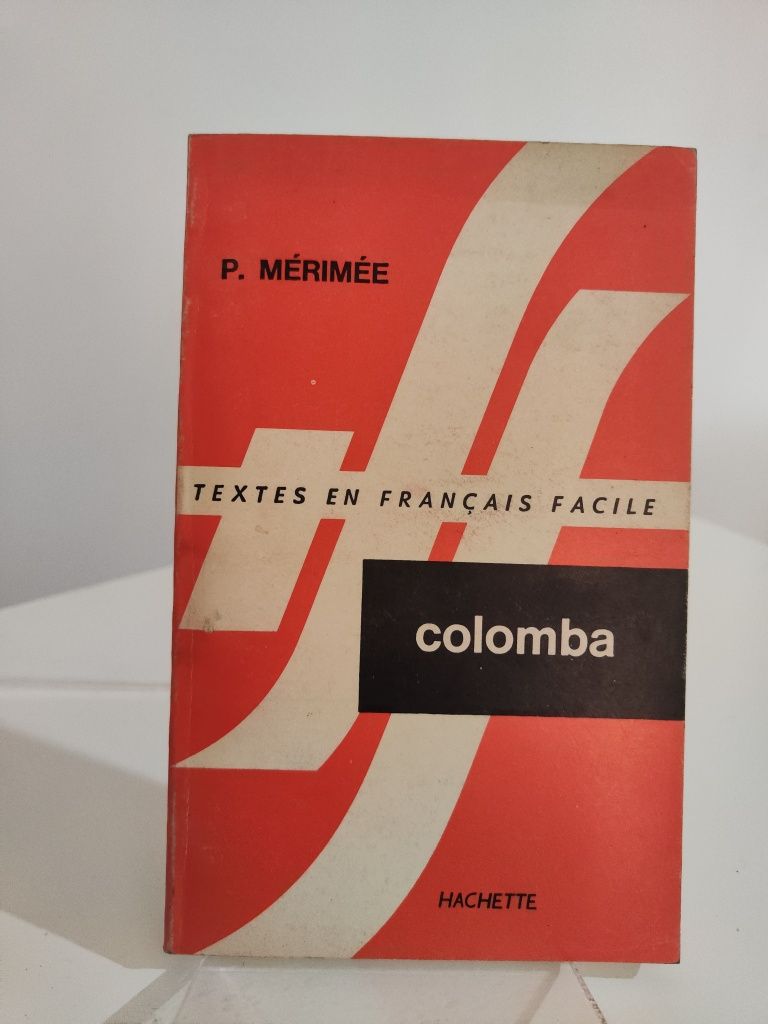 P. MÉRIMÉE
TEXTES EN FRANÇAIS FACILE
colomba
HACHETTE